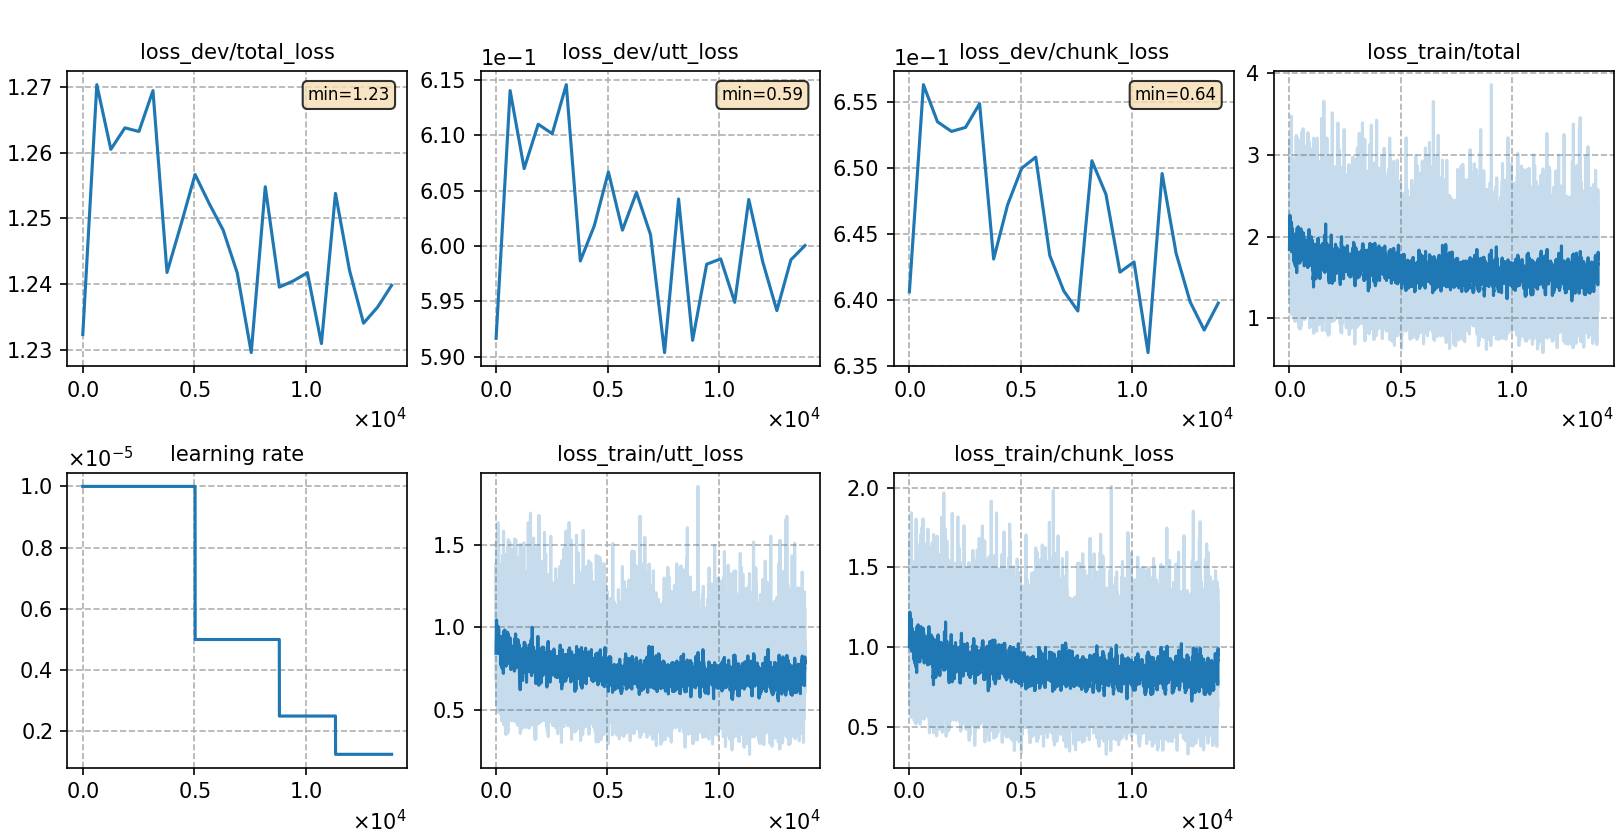 loss_dev/total_loss
1.27
1.26
1.25
1.24
1.23
min=1.23
0.0 0.5 1.0
×10⁴
loss_dev/utt_loss
1e−1
6.15
6.10
6.05
6.00
5.95
5.90
min=0.59
0.0 0.5 1.0
×10⁴
loss_dev/chunk_loss
1e−1
6.55
6.50
6.45
6.40
6.35
min=0.64
0.0 0.5 1.0
×10⁴
loss_train/total
4
3
2
1
0.0 0.5 1.0
×10⁴
learning rate
×10⁻⁵
1.0
0.8
0.6
0.4
0.2
0.0 0.5 1.0
×10⁴
loss_train/utt_loss
1.5
1.0
0.5
0.0 0.5 1.0
×10⁴
loss_train/chunk_loss
2.0
1.5
1.0
0.5
0.0 0.5 1.0
×10⁴